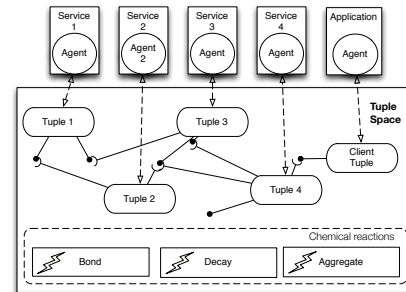 Service
1
Agent
Service
2
Agent
2
Service
3
Agent
Service
4
Agent
Application
Agent
Tuple
Space
Tuple 1
Tuple 3
Client
Tuple
Tuple 2
Tuple 4
Chemical reactions
Bond
Decay
Aggregate